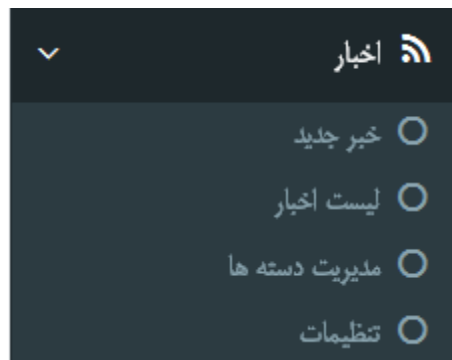 اخبار
خبر جدید
لیست اخبار
مدیریت دسته ها
تنظیمات